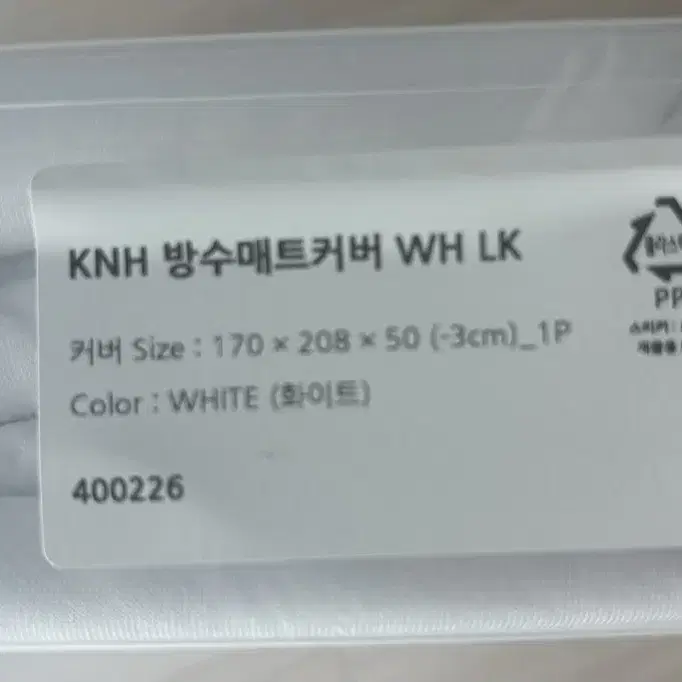 KNH 방수매트커버 WH LK
커버 Size : 170 × 208 × 50 (-3cm)_1P
Color : WHITE (화이트)
400226
PP